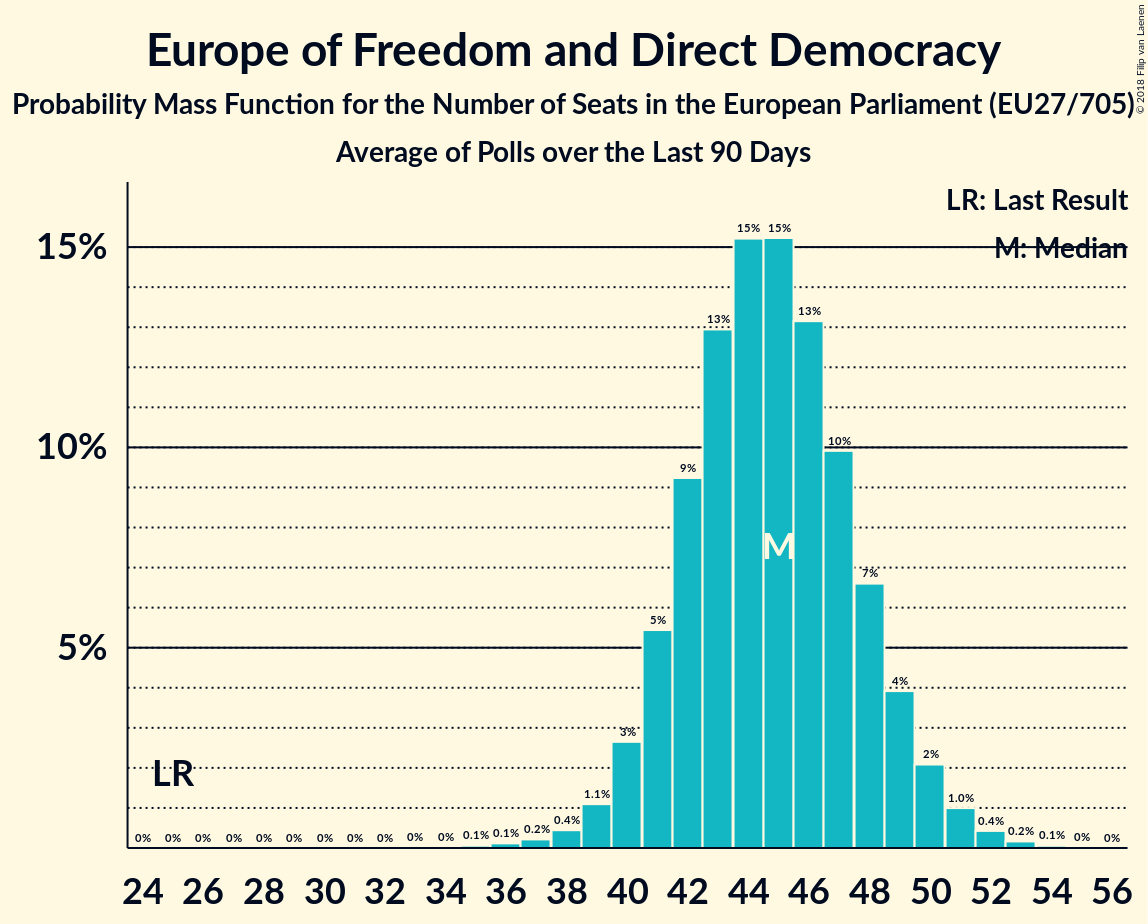 Europe of Freedom and Direct Democracy
Probability Mass Function for the Number of Seats in the European Parliament (EU27/705)
Average of Polls over the Last 90 Days
© 2018 Filip van Laenen
LR: Last Result
M: Median
15%
10%
5%
0% 0% 0% 0% 0% 0% 0% 0% 0% 0% 0% 0.1% 0.1% 0.2% 0.4% 1.1% 3% 5% 9% 13% 15% 15% 13% 10% 7% 4% 2% 1.0% 0.4% 0.2% 0.1% 0% 0%
M
LR
24 26 28 30 32 34 36 38 40 42 44 46 48 50 52 54 56